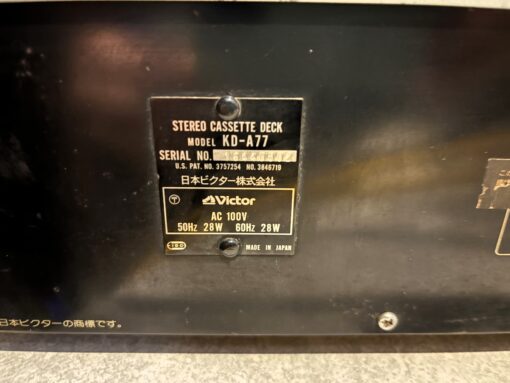 STEREO CASSETTE DECK
MODEL KD-A77
SERIAL NO.
U.S. PAT. NO. 3757254 NO. 3846719
日本ビクター株式会社
Victor
AC 100V
50Hz 28W 60Hz 28W
MADE IN JAPAN
日本ビクターの商標です。